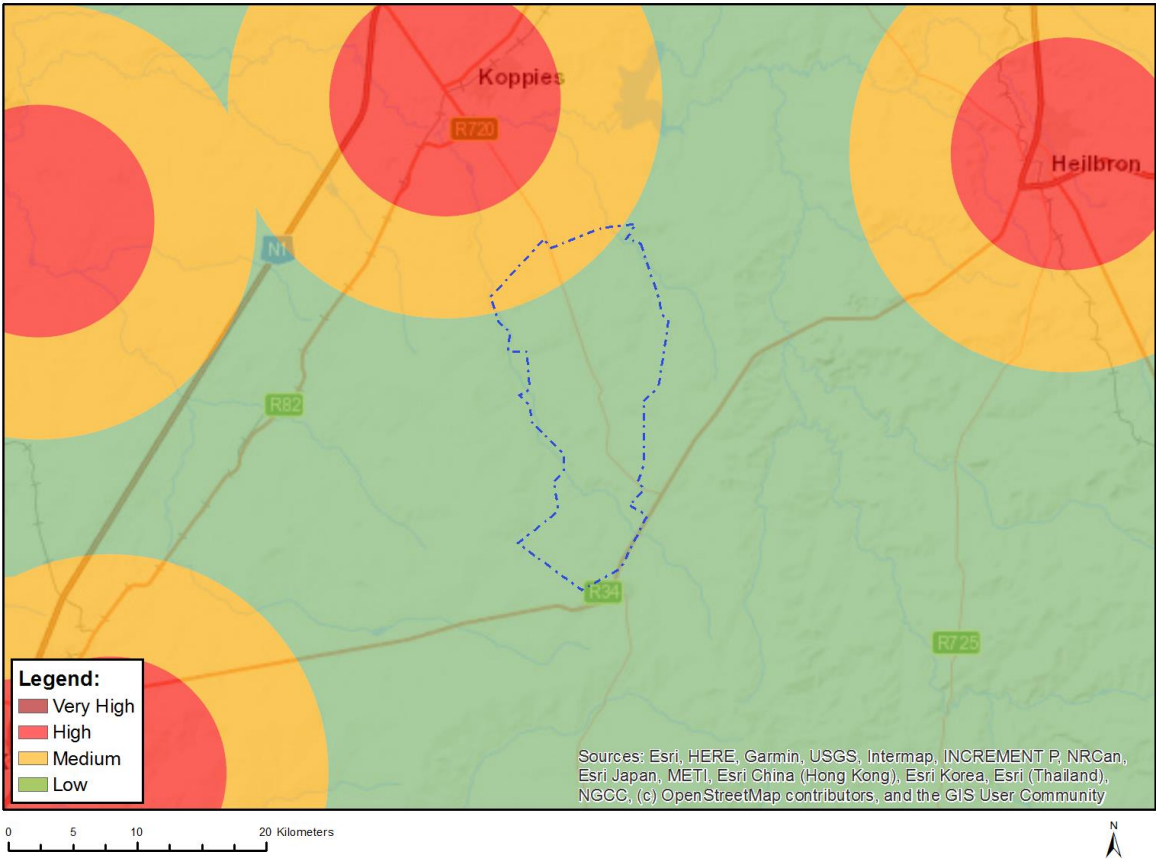 Koppies
R720
Heilbron
N1
R82
R34
R725
Legend:
Very High
High
Medium
Low
Sources: Esri, HERE, Garmin, USGS, Intermap, INCREMENT P, NRCan,
Esri Japan, METI, Esri China (Hong Kong), Esri Korea, Esri (Thailand),
NGCC, (c) OpenStreetMap contributors, and the GIS User Community
0 5 10 20 Kilometers
N